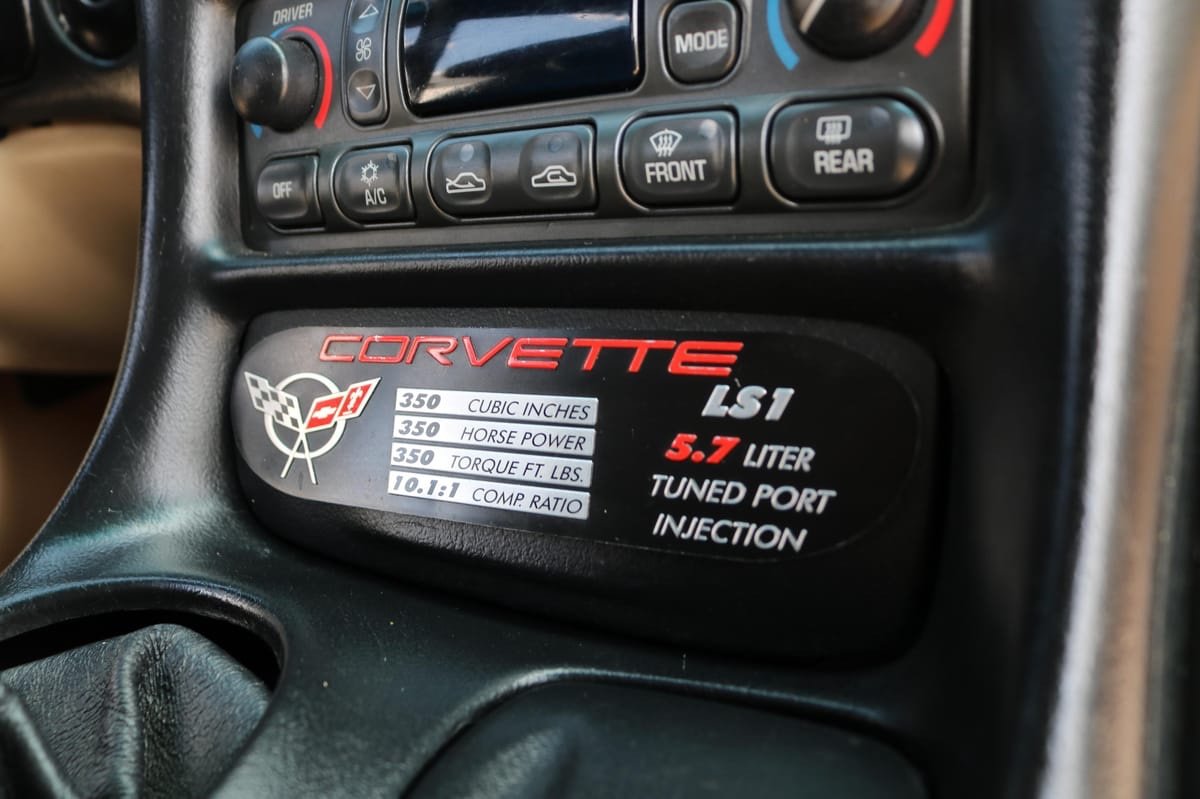 DRIVER
MODE
OFF
A/C
FRONT
REAR
CORVETTE
350 CUBIC INCHES
350 HORSE POWER
350 TORQUE FT. LBS.
10.1:1 COMP. RATIO
LS1
5.7 LITER
TUNED PORT
INJECTION